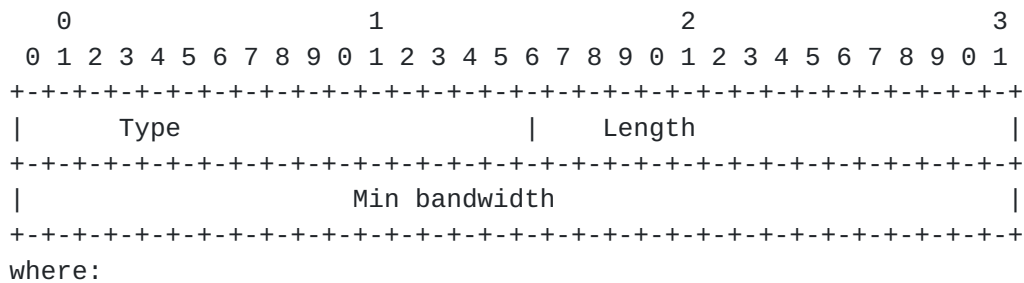 0                   1                   2                   3
 0 1 2 3 4 5 6 7 8 9 0 1 2 3 4 5 6 7 8 9 0 1 2 3 4 5 6 7 8 9 0 1
+-+-+-+-+-+-+-+-+-+-+-+-+-+-+-+-+-+-+-+-+-+-+-+-+-+-+-+-+-+-+-+-+
|      Type                      |    Length                    |
+-+-+-+-+-+-+-+-+-+-+-+-+-+-+-+-+-+-+-+-+-+-+-+-+-+-+-+-+-+-+-+-+
|                     Min bandwidth                             |
+-+-+-+-+-+-+-+-+-+-+-+-+-+-+-+-+-+-+-+-+-+-+-+-+-+-+-+-+-+-+-+-+
where: